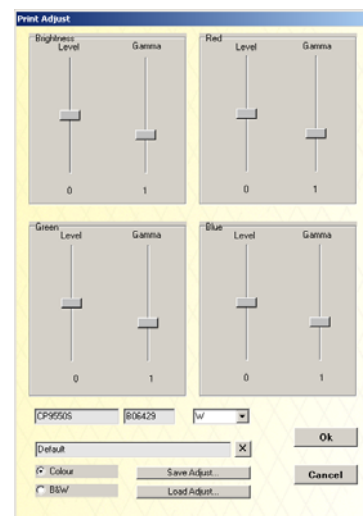 Print Adjust
Brightness
Level Gamma
0 1
Red
Level Gamma
0 1
Green
Level Gamma
0 1
Blue
Level Gamma
0 1
CP9550S B06429 W
Default X
Colour
B&W
Save Adjust...
Load Adjust...
Ok
Cancel